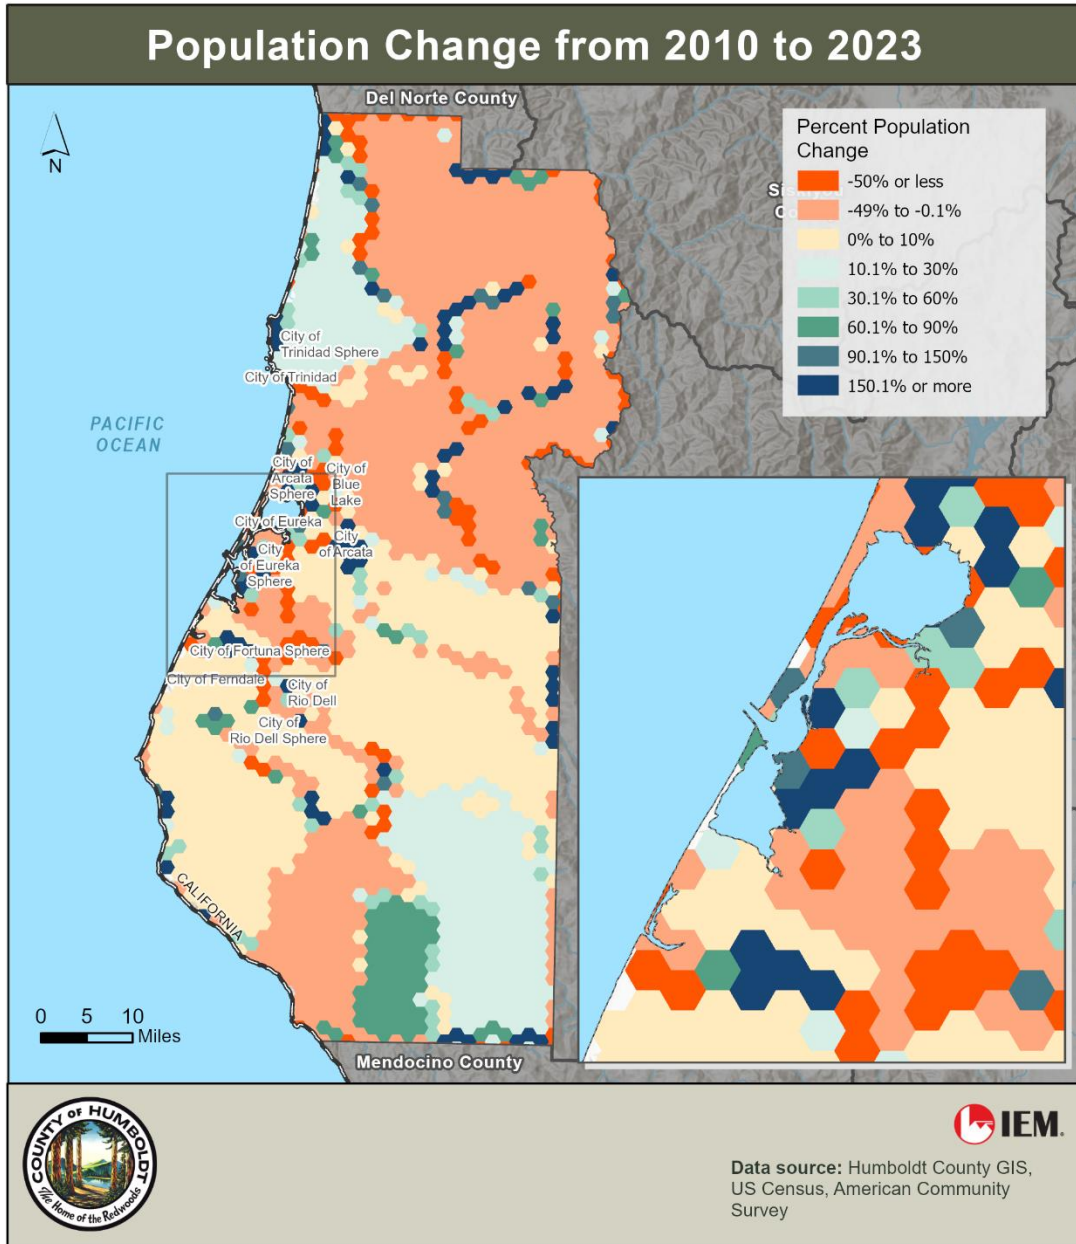 Population Change from 2010 to 2023
Del Norte County
N
Percent Population
Change
-50% or less
-49% to -0.1%
0% to 10%
10.1% to 30%
30.1% to 60%
60.1% to 90%
90.1% to 150%
150.1% or more
City of
Trinidad Sphere
City of Trinidad
PACIFIC
OCEAN
City of
Arcata
Sphere
City of
Blue
Lake
City of Eureka
City
of Arcata
City
of Eureka
Sphere
City of Fortuna Sphere
City of Ferndale
City of
Rio Dell
City of
Rio Dell Sphere
CALIFORNIA
0 5 10
Miles
Mendocino County
COUNTY OF HUMBOLDT
The Home of the Redwoods
IEM.
Data source: Humboldt County GIS,
US Census, American Community
Survey